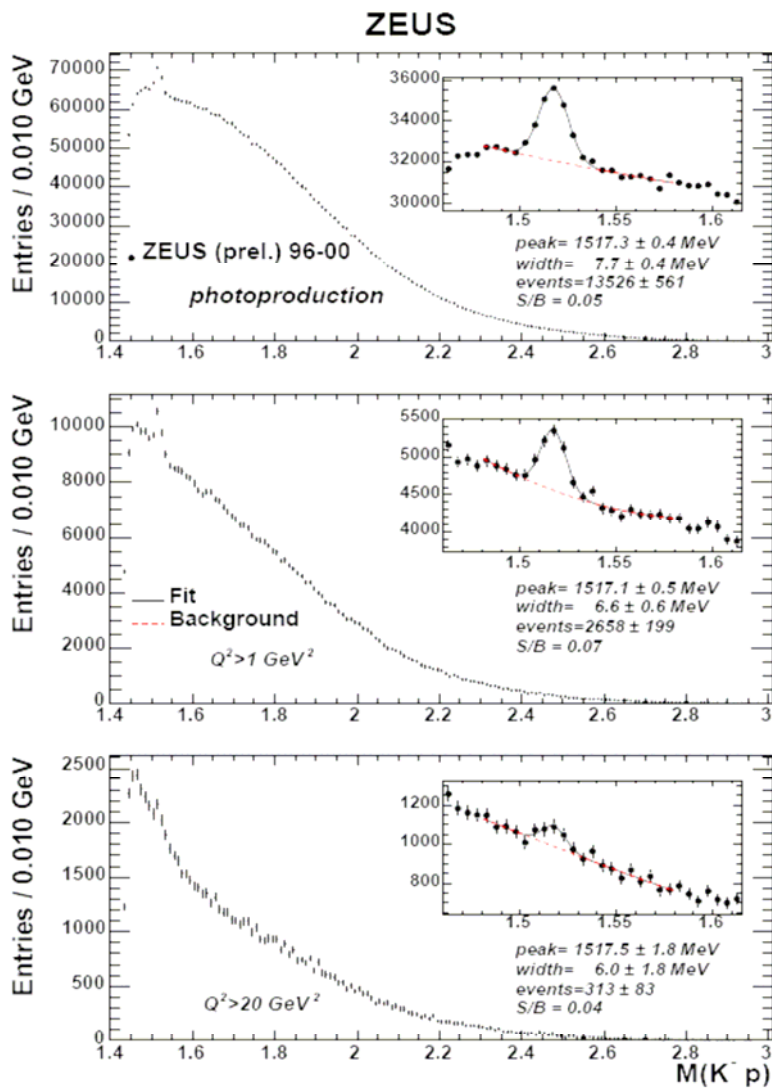 ZEUS
Entries / 0.010 GeV
70000
60000
50000
40000
30000
20000
10000
0
36000
34000
32000
30000
1.5
1.55
1.6
peak= 1517.3 ± 0.4 MeV
width= 7.7 ± 0.4 MeV
events=13526 ± 561
S/B = 0.05
ZEUS (prel.) 96-00
photoproduction
1.4 1.6 1.8 2 2.2 2.4 2.6 2.8 3
Entries / 0.010 GeV
10000
8000
6000
4000
2000
0
5500
5000
4500
4000
1.5
1.55
1.6
peak= 1517.1 ± 0.5 MeV
width= 6.6 ± 0.6 MeV
events=2658 ± 199
S/B = 0.07
Fit
Background
Q²>1 GeV²
1.4 1.6 1.8 2 2.2 2.4 2.6 2.8 3
Entries / 0.010 GeV
2500
2000
1500
1000
500
0
1200
1000
800
1.5
1.55
1.6
peak= 1517.5 ± 1.8 MeV
width= 6.0 ± 1.8 MeV
events=313 ± 83
S/B = 0.04
Q²>20 GeV²
1.4 1.6 1.8 2 2.2 2.4 2.6 2.8 3
M(K⁻ p)